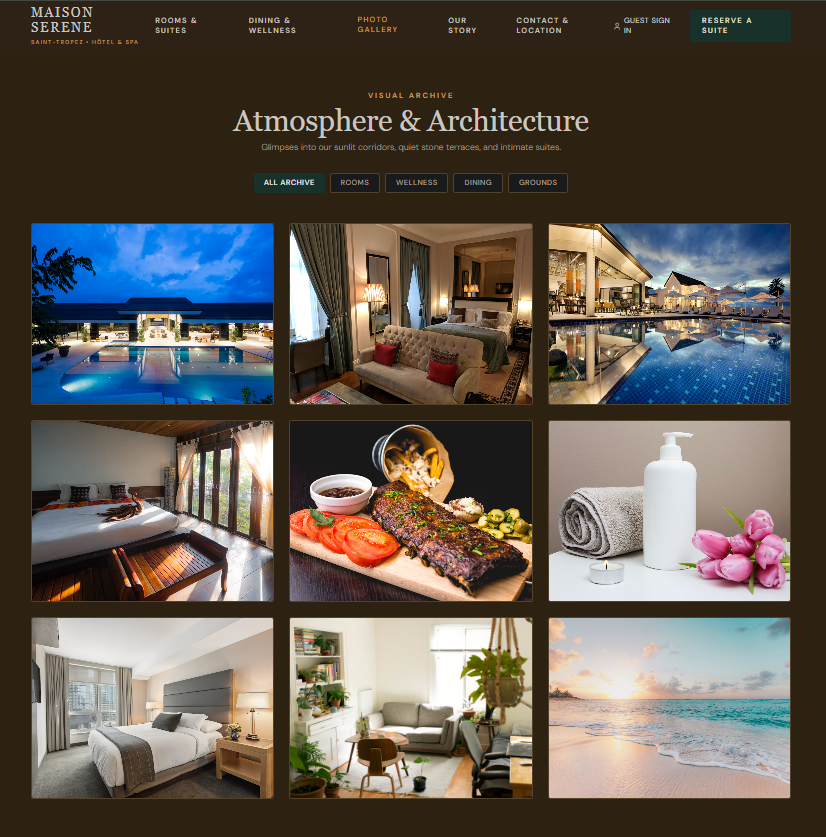 MAISON
SERENE
SAINT-TROPEZ • HÔTEL & SPA
ROOMS &
SUITES
DINING &
WELLNESS
PHOTO
GALLERY
OUR
STORY
CONTACT &
LOCATION
GUEST SIGN
IN
RESERVE A
SUITE
VISUAL ARCHIVE
Atmosphere & Architecture
Glimpses into our sunlit corridors, quiet stone terraces, and intimate suites.
ALL ARCHIVE
ROOMS
WELLNESS
DINING
GROUNDS